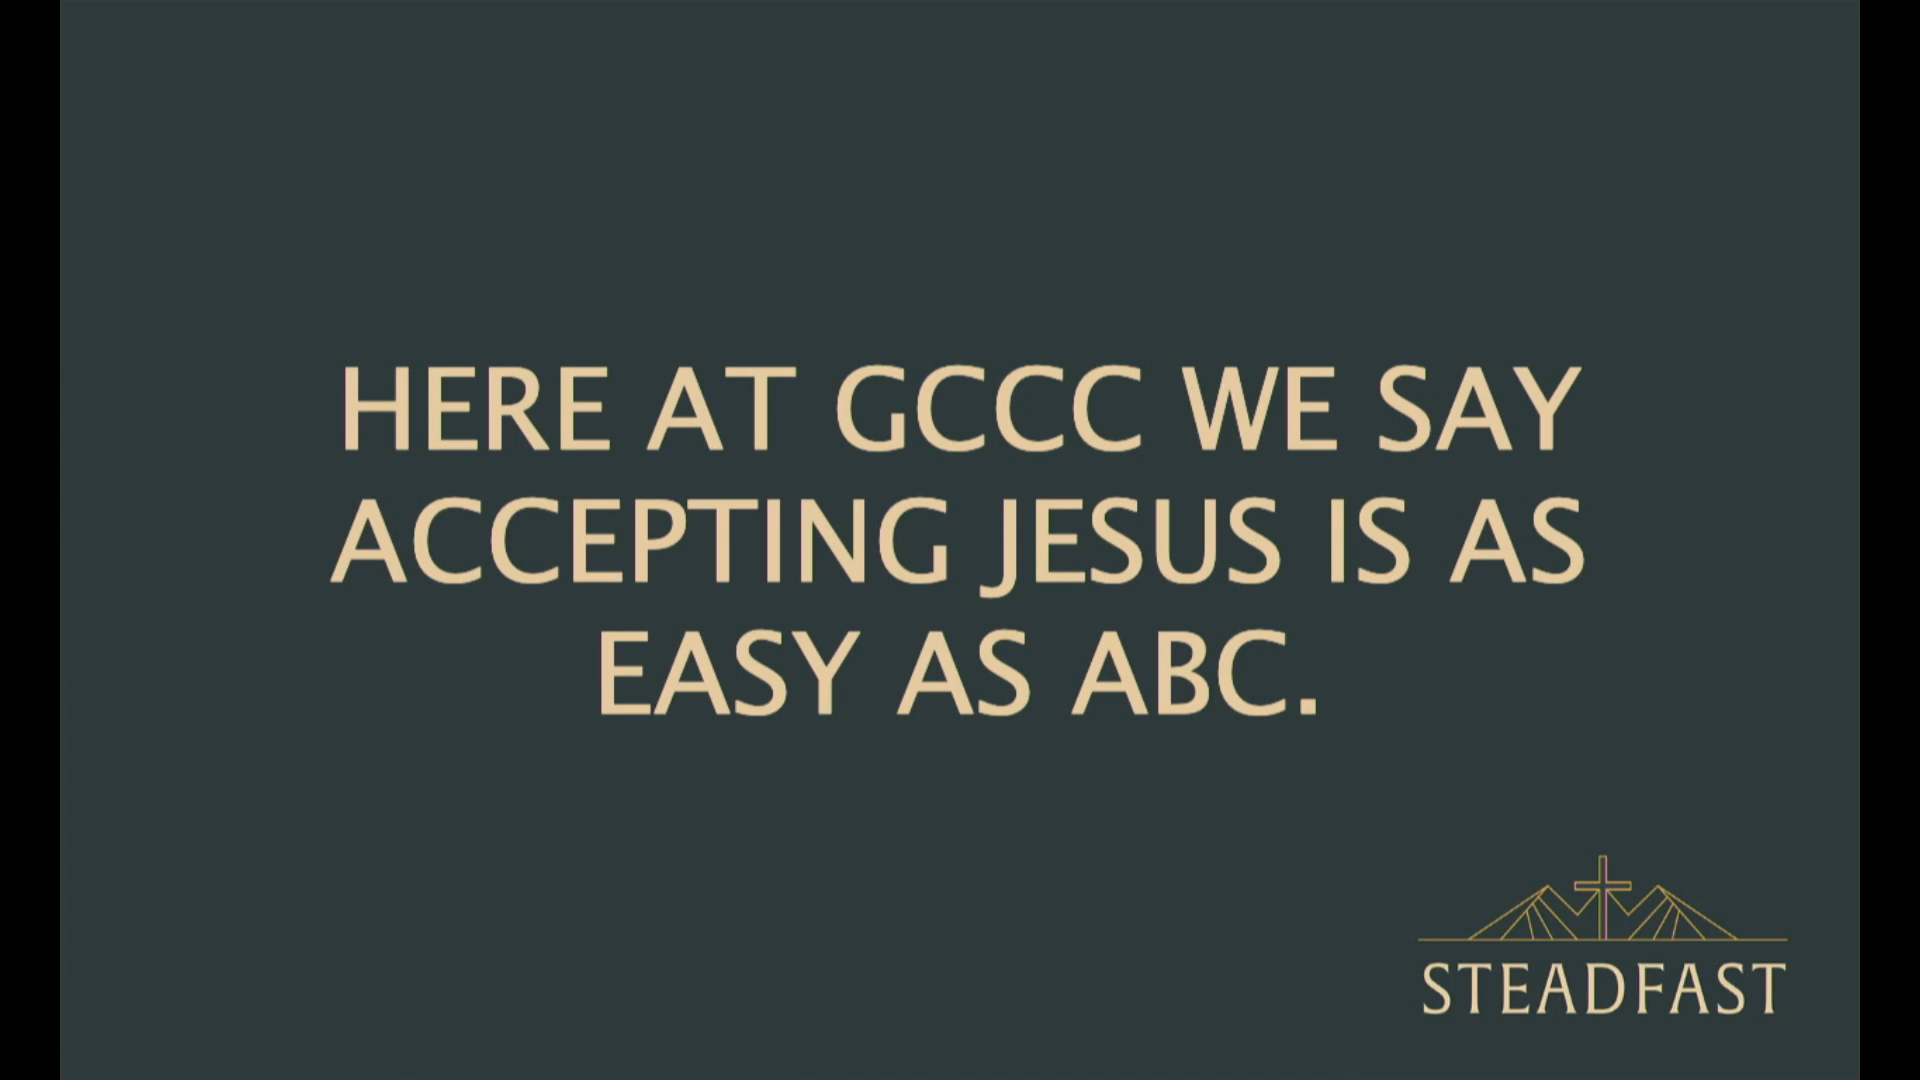 HERE AT GCCC WE SAY
ACCEPTING JESUS IS AS
EASY AS ABC.
STEADFAST